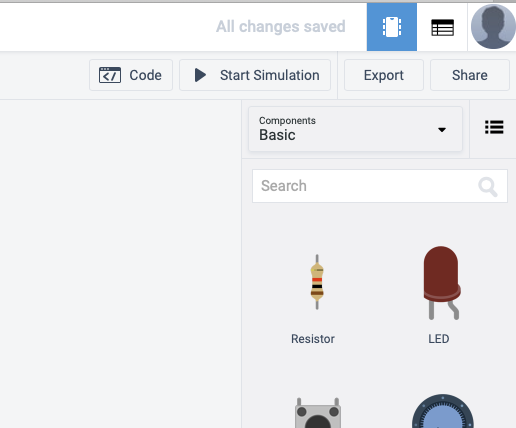 All changes saved
Code
Start Simulation
Export
Share
Components
Basic
Search
Resistor
LED